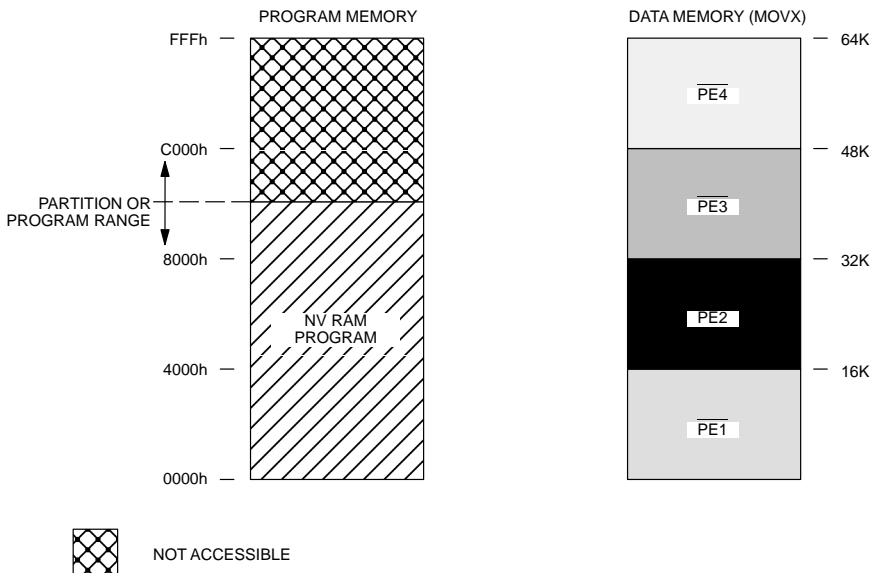 PROGRAM MEMORY
DATA MEMORY (MOVX)
FFFh
64K
PE4
C000h
48K
PARTITION OR
PROGRAM RANGE
PE3
8000h
32K
NV RAM
PROGRAM
PE2
4000h
16K
PE1
0000h
NOT ACCESSIBLE